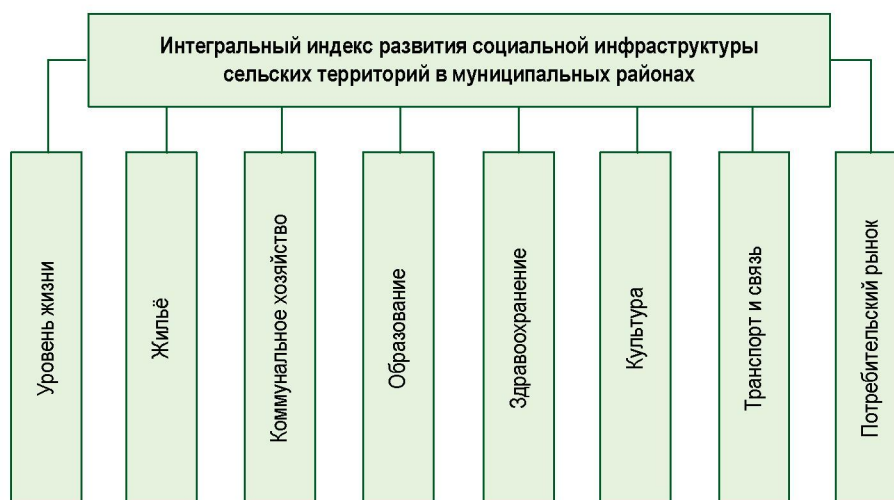 Интегральный индекс развития социальной инфраструктуры
сельских территорий в муниципальных районах
Уровень жизни
Жильё
Коммунальное хозяйство
Образование
Здравоохранение
Культура
Транспорт и связь
Потребительский рынок